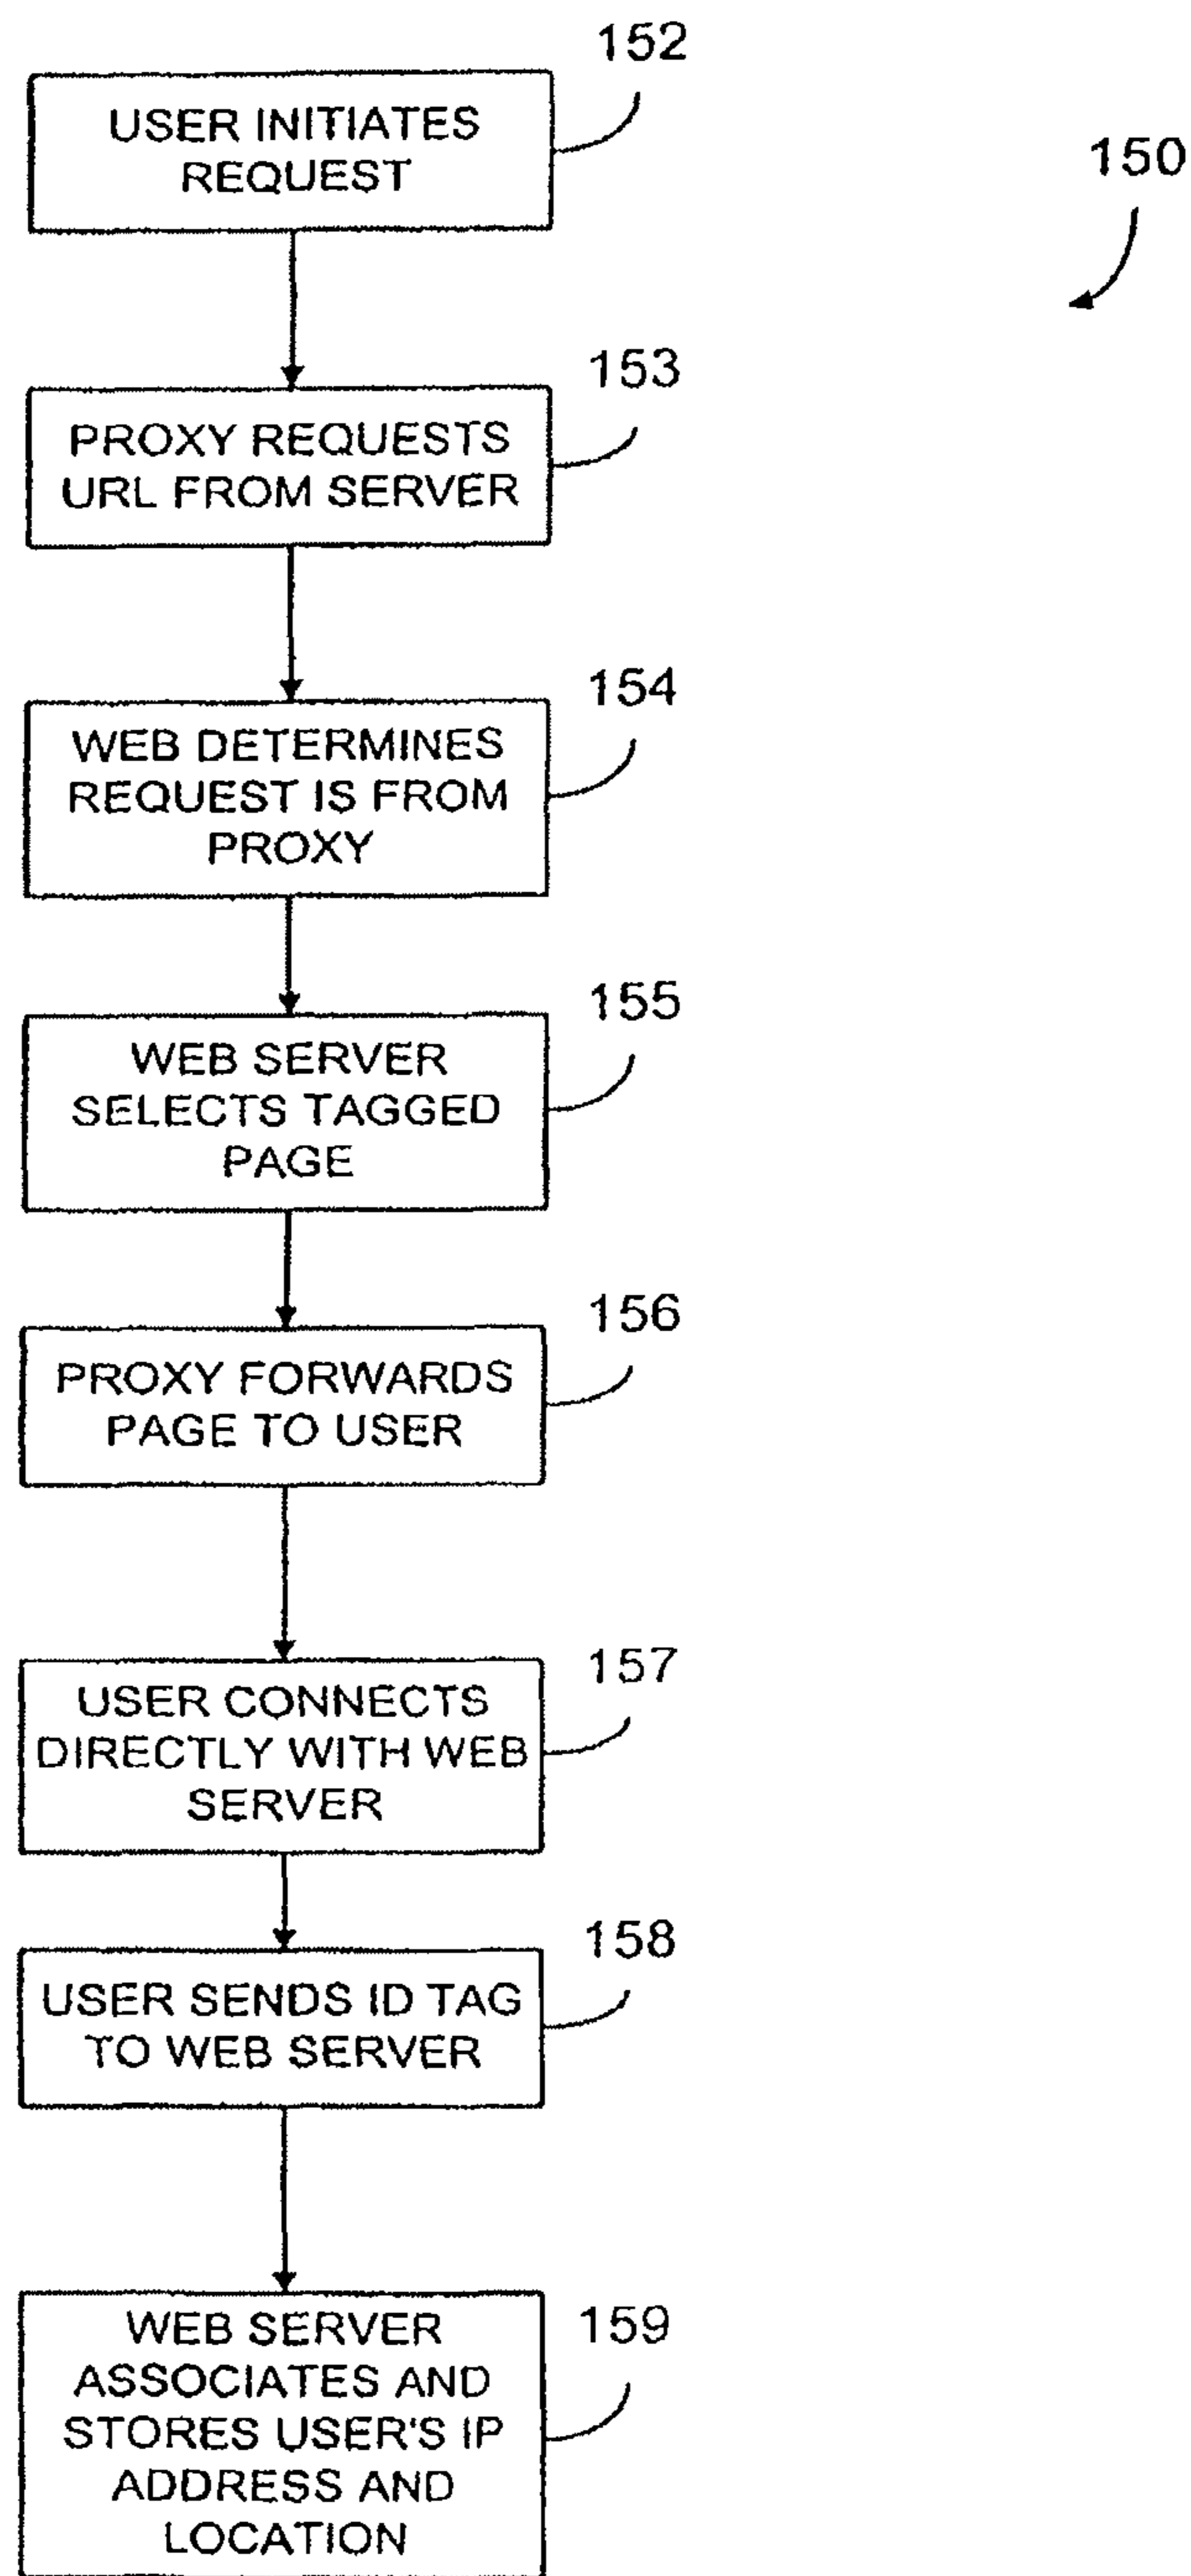 152
USER INITIATES
REQUEST
150
153
PROXY REQUESTS
URL FROM SERVER
154
WEB DETERMINES
REQUEST IS FROM
PROXY
155
WEB SERVER
SELECTS TAGGED
PAGE
156
PROXY FORWARDS
PAGE TO USER
157
USER CONNECTS
DIRECTLY WITH WEB
SERVER
158
USER SENDS ID TAG
TO WEB SERVER
159
WEB SERVER
ASSOCIATES AND
STORES USER'S IP
ADDRESS AND
LOCATION